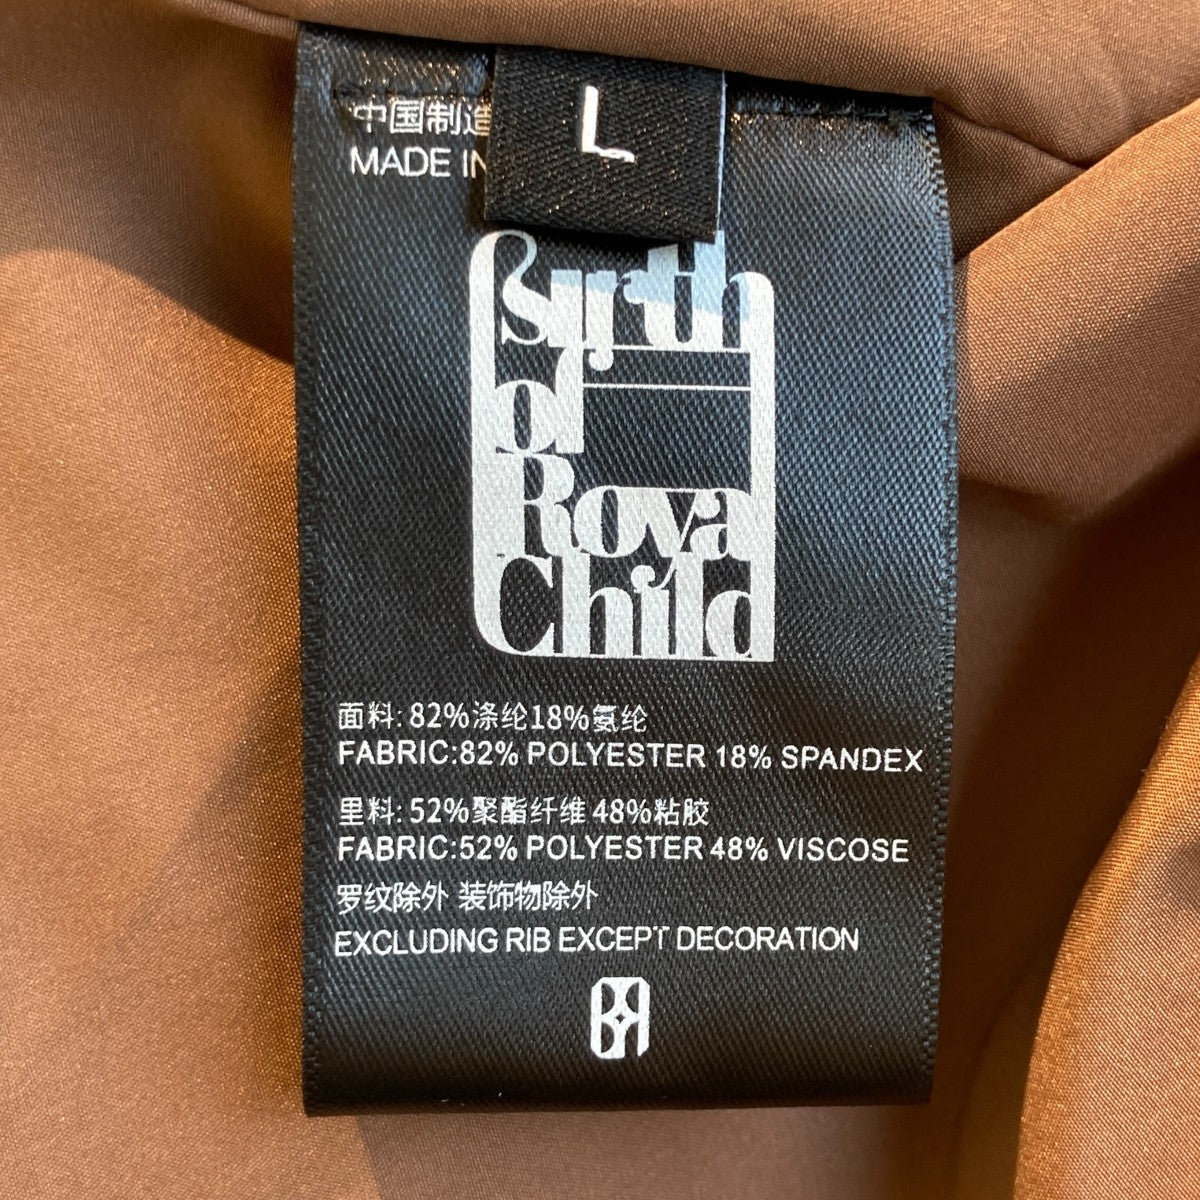 L
中国制造
MADE IN
Byrth
of
Roya
Child
面料: 82%涤纶18%氨纶
FABRIC:82% POLYESTER 18% SPANDEX
里料: 52%聚酯纤维 48%粘胶
FABRIC:52% POLYESTER 48% VISCOSE
罗纹除外 装饰物除外
EXCLUDING RIB EXCEPT DECORATION